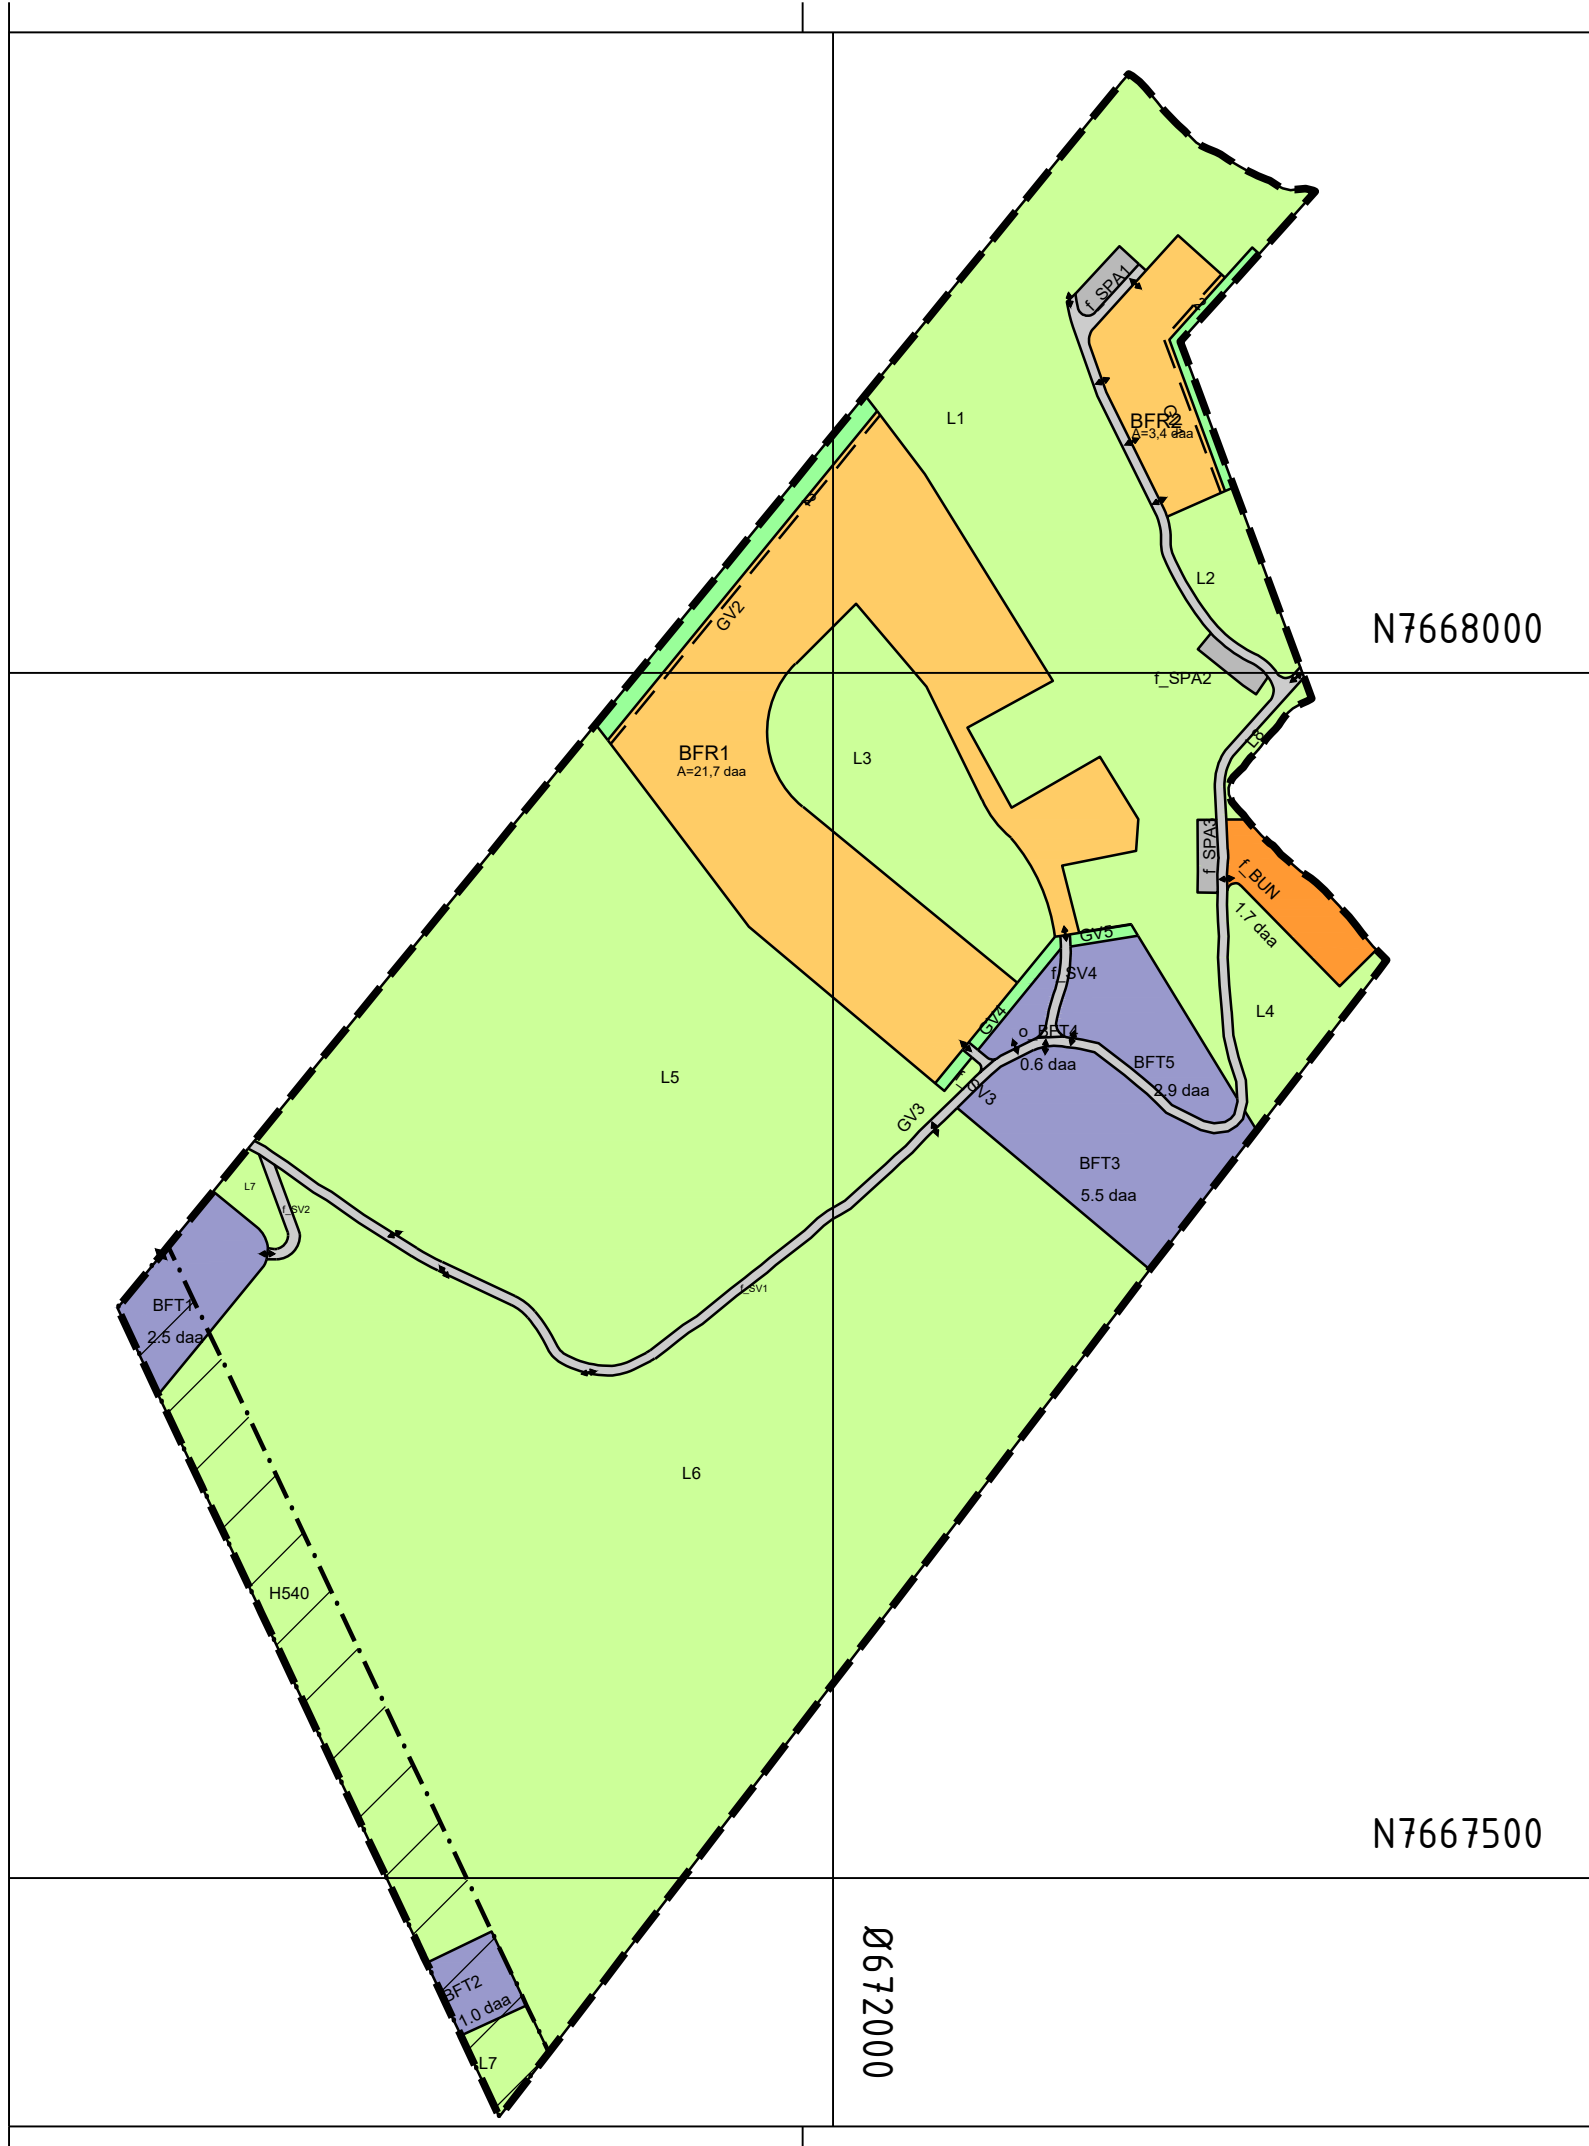 f_SPA1
L1
BFR2
A=3,4 daa
L2
GV2
N7668000
f_SPA2
L8
BFR1
A=21,7 daa
L3
f_SPA3
f_BUN
1.7 daa
GV5
f_SV4
L4
GV4
o_BFT4
0.6 daa
BFT5
2.9 daa
L5
f_SV3
GV3
BFT3
5.5 daa
L7
f_SV2
f_SV1
BFT1
2.5 daa
L6
H540
N7667500
Ø672000
BFT2
1.0 daa
L7